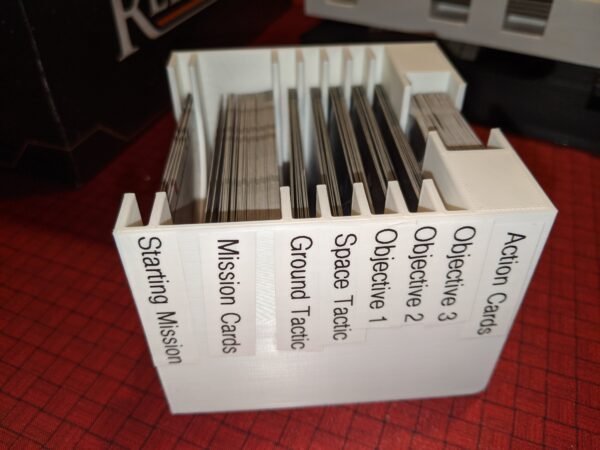 Starting Mission
Mission Cards
Ground Tactic
Space Tactic
Objective 1
Objective 2
Objective 3
Action Cards